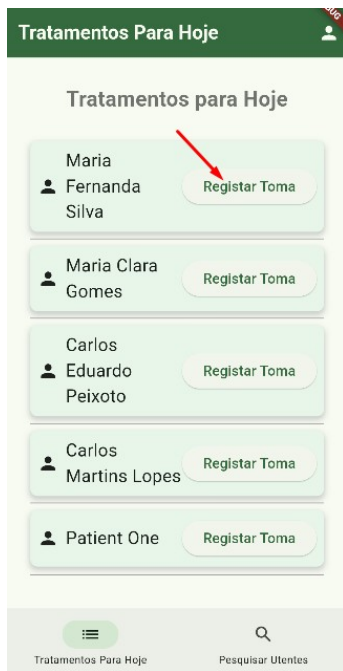 Tratamentos Para Hoje
Tratamentos para Hoje
Maria
Fernanda
Silva
Registar Toma
Maria Clara
Gomes
Registar Toma
Carlos
Eduardo
Peixoto
Registar Toma
Carlos
Martins Lopes
Registar Toma
Patient One
Registar Toma
Tratamentos Para Hoje
Pesquisar Utentes